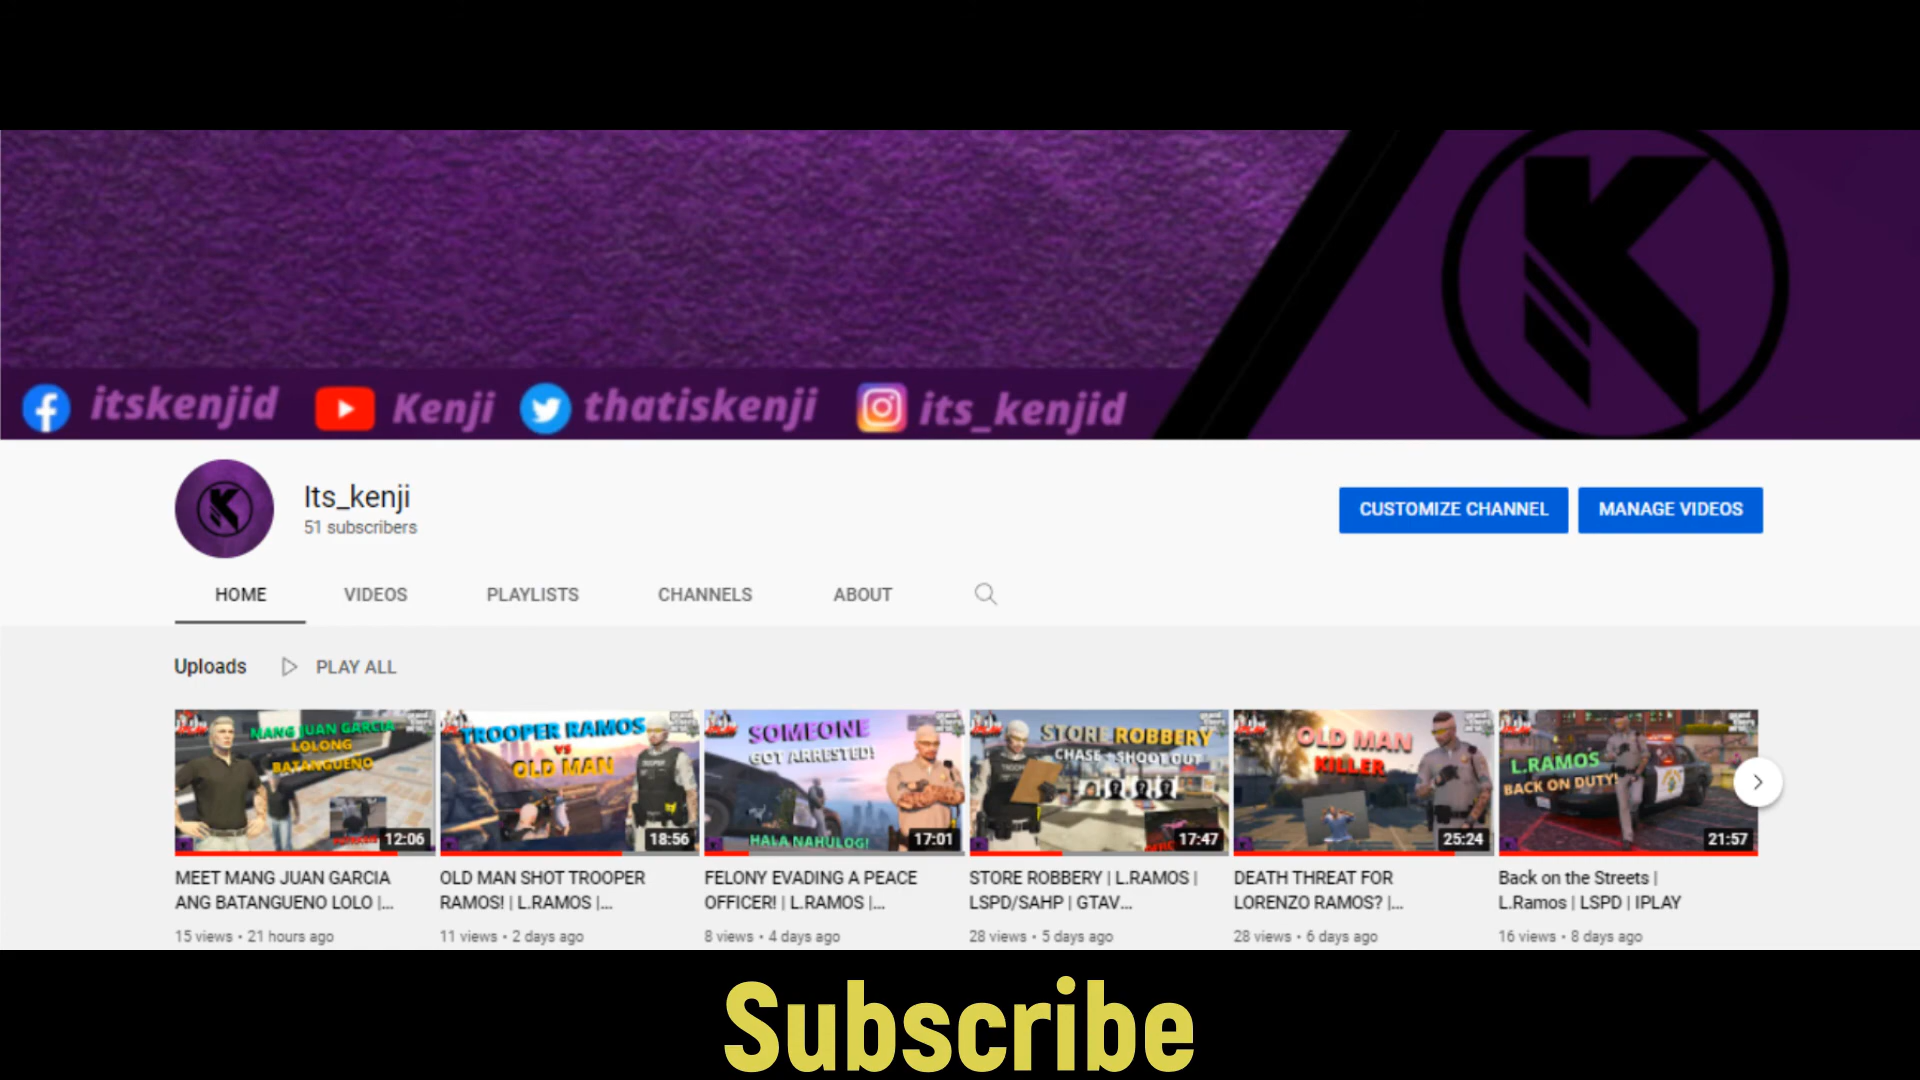 itskenjid Kenji thatiskenji its_kenjid
Its_kenji
51 subscribers
CUSTOMIZE CHANNEL MANAGE VIDEOS
HOME VIDEOS PLAYLISTS CHANNELS ABOUT
Uploads PLAY ALL
MANG JUAN GARCIA
LOLONG
BATANGUENO
12:06
TROOPER RAMOS
VS
OLD MAN
18:56
SOMEONE
GOT ARRESTED!
HALA NAHULOG!
17:01
STORE ROBBERY
CHASE + SHOOT OUT
17:47
OLD MAN
KILLER
25:24
L.RAMOS
BACK ON DUTY!
21:57
MEET MANG JUAN GARCIA
ANG BATANGUENO LOLO |...
15 views • 21 hours ago
OLD MAN SHOT TROOPER
RAMOS! | L.RAMOS |...
11 views • 2 days ago
FELONY EVADING A PEACE
OFFICER! | L.RAMOS |...
8 views • 4 days ago
STORE ROBBERY | L.RAMOS |
LSPD/SAHP | GTAV...
28 views • 5 days ago
DEATH THREAT FOR
LORENZO RAMOS? |...
28 views • 6 days ago
Back on the Streets |
L.Ramos | LSPD | IPLAY
16 views • 8 days ago
Subscribe